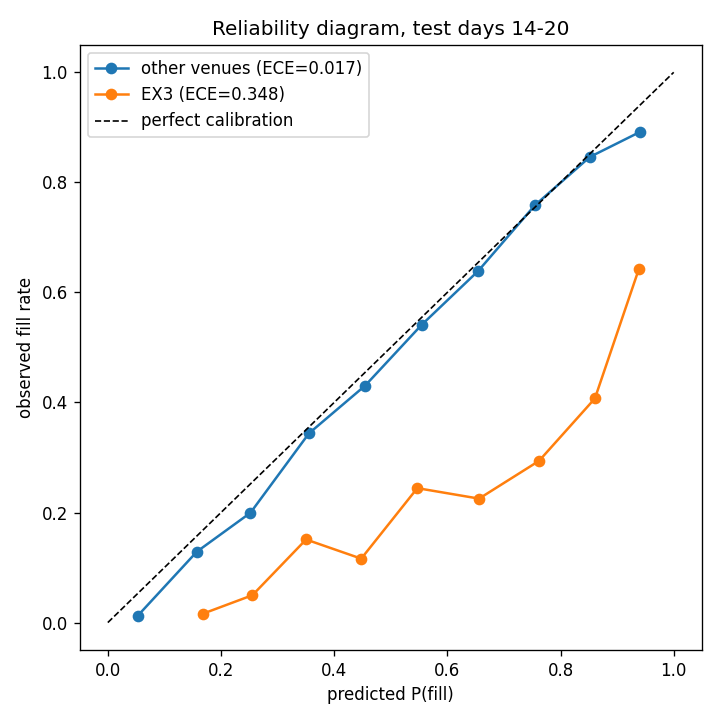 Reliability diagram, test days 14-20
other venues (ECE=0.017)
EX3 (ECE=0.348)
perfect calibration
observed fill rate
1.0
0.8
0.6
0.4
0.2
0.0
0.0 0.2 0.4 0.6 0.8 1.0
predicted P(fill)